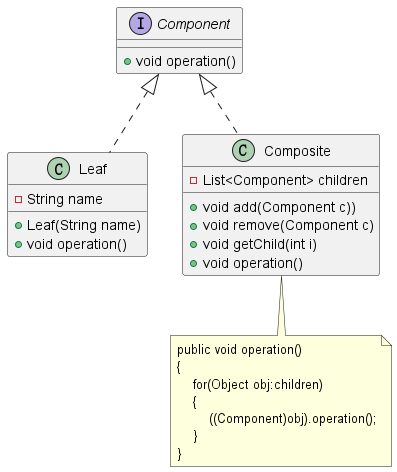 I Component
void operation()
C Leaf
String name
Leaf(String name)
void operation()
C Composite
List<Component> children
void add(Component c))
void remove(Component c)
void getChild(int i)
void operation()
public void operation()
{
for(Object obj:children)
{
((Component)obj).operation();
}
}